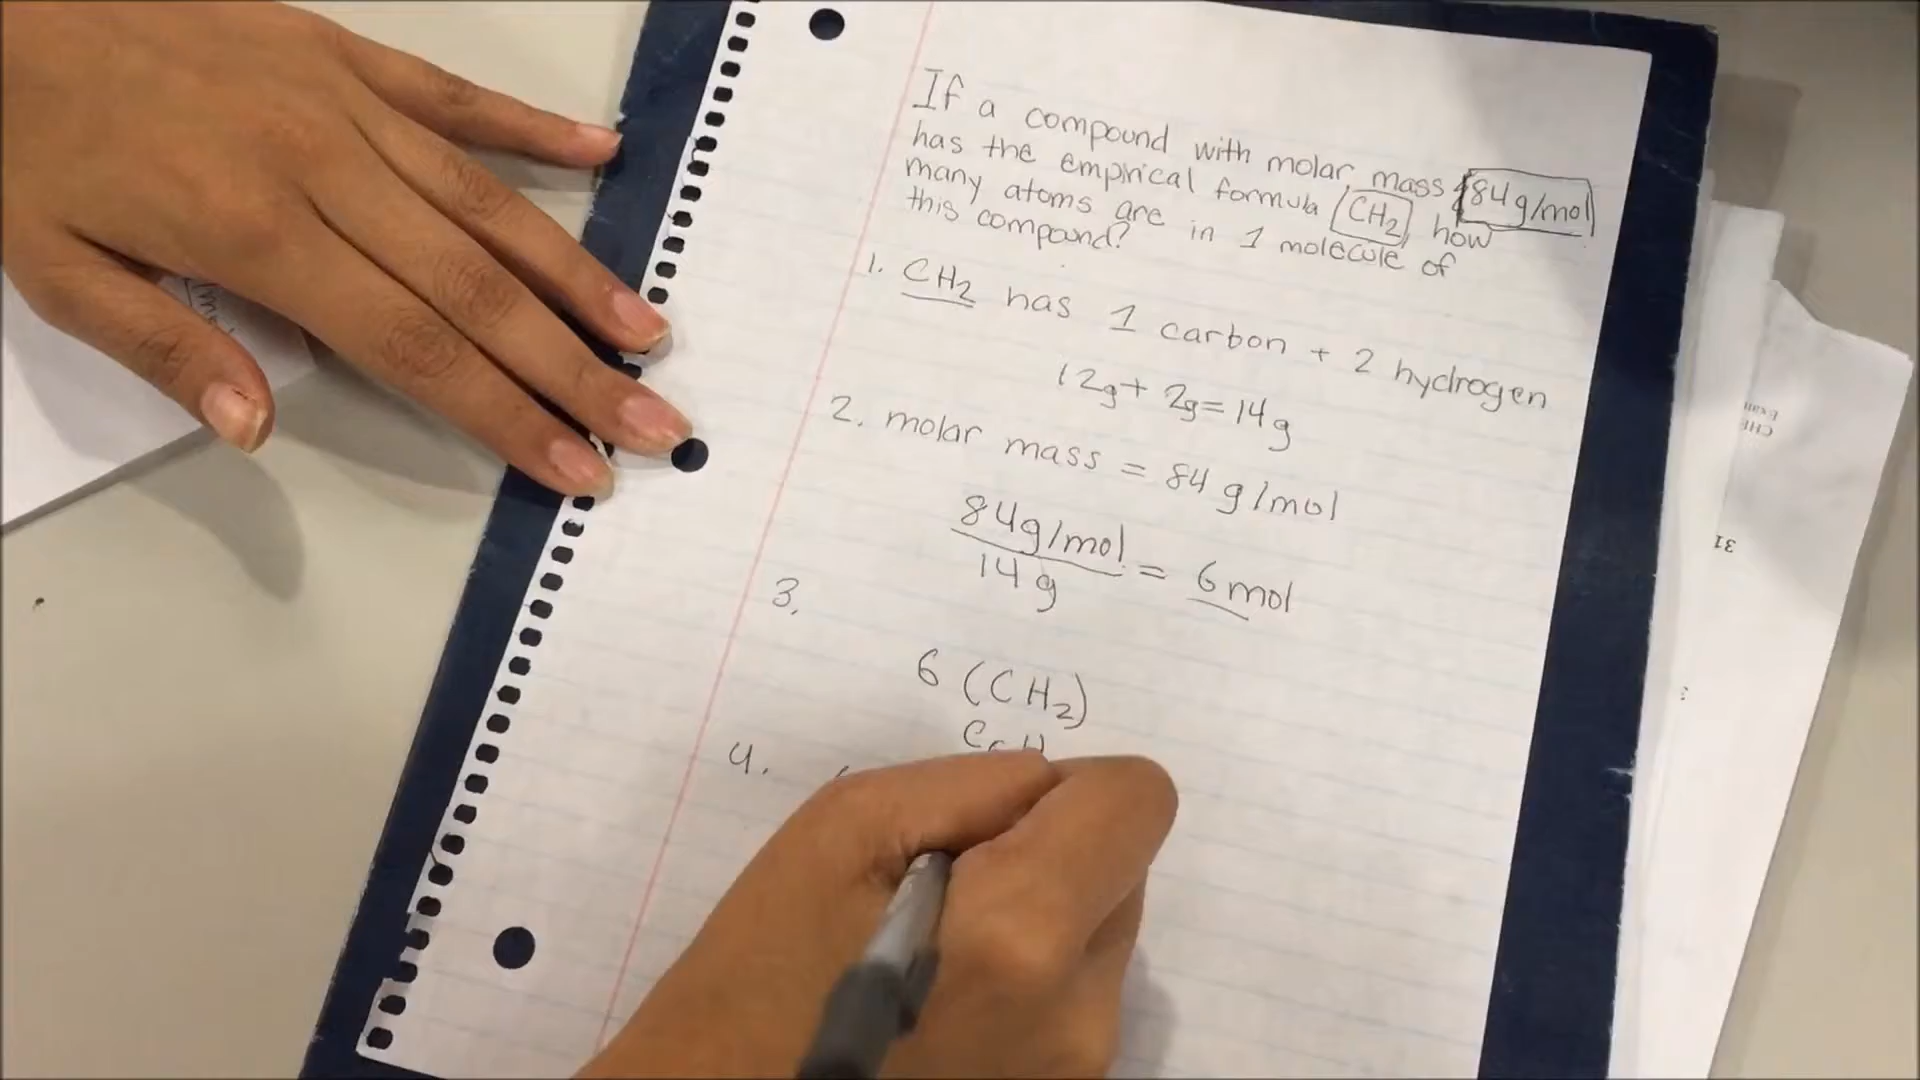 If a compound with molar mass 84g/mol
has the empirical formula CH2, how
many atoms are in 1 molecule of
this compound?
1. CH2 has 1 carbon + 2 hydrogen
12g + 2g = 14g
2. molar mass = 84 g/mol
84g/mol
14g
= 6mol
3.
6 (CH2)
4.
31